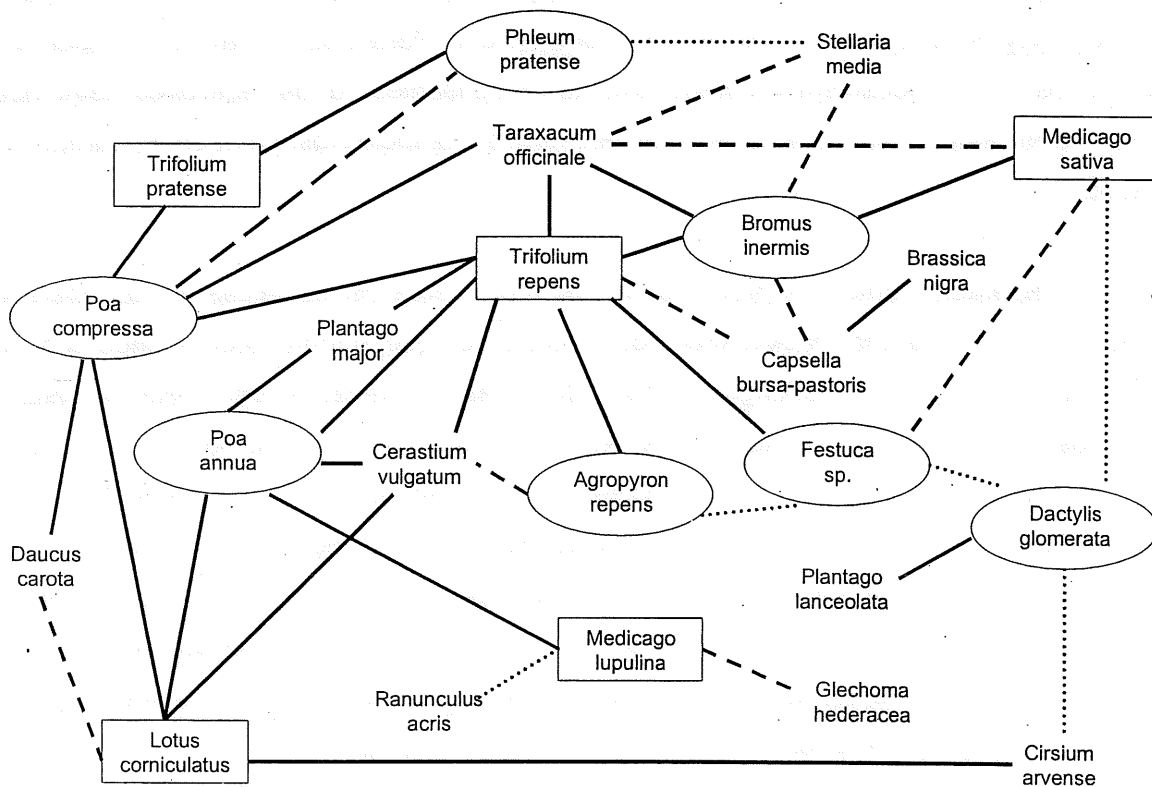 Phleum
pratense
Stellaria
media
Taraxacum
officinale
Medicago
sativa
Trifolium
pratense
Bromus
inermis
Trifolium
repens
Brassica
nigra
Poa
compressa
Plantago
major
Capsella
bursa-pastoris
Poa
annua
Cerastium
vulgatum
Festuca
sp.
Agropyron
repens
Dactylis
glomerata
Daucus
carota
Plantago
lanceolata
Medicago
lupulina
Ranunculus
acris
Glechoma
hederacea
Lotus
corniculatus
Cirsium
arvense